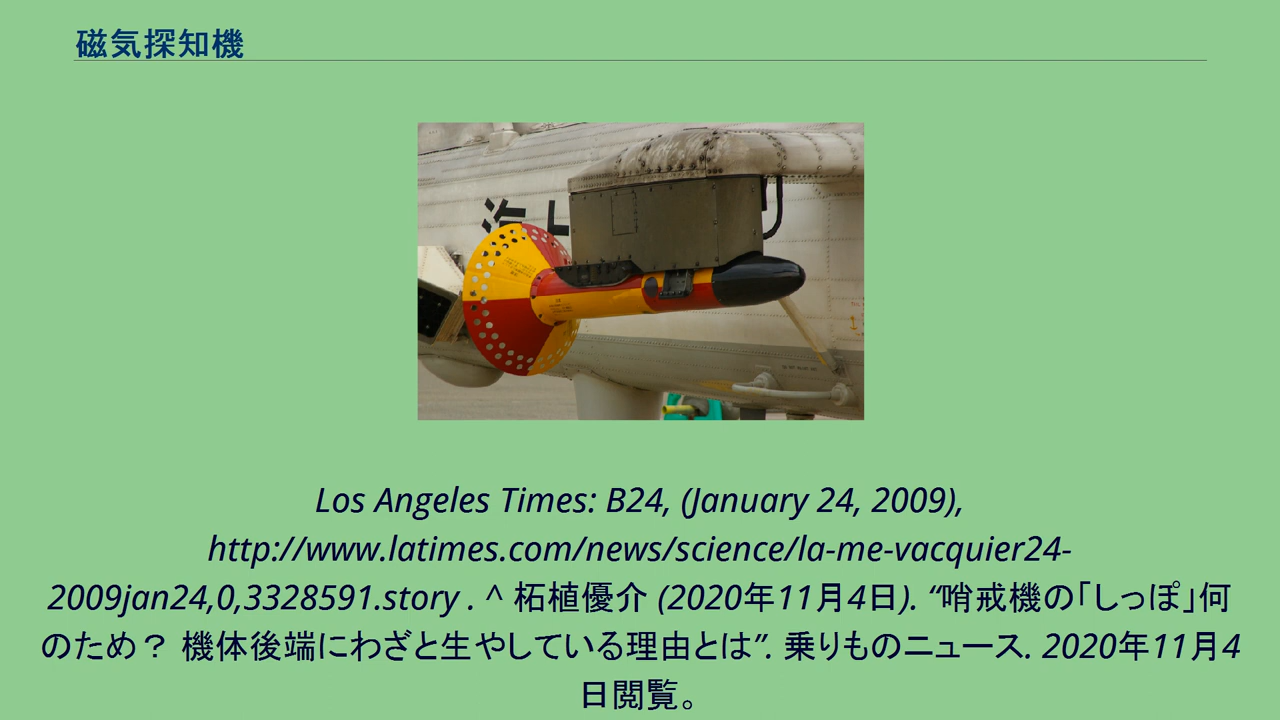 磁気探知機
Los Angeles Times: B24, (January 24, 2009),
http://www.latimes.com/news/science/la-me-vacquier24-
2009jan24,0,3328591.story . ^ 柘植優介 (2020年11月4日). “哨戒機の「しっぽ」何
のため？ 機体後端にわざと生やしている理由とは”. 乗りものニュース. 2020年11月4
日閲覧。